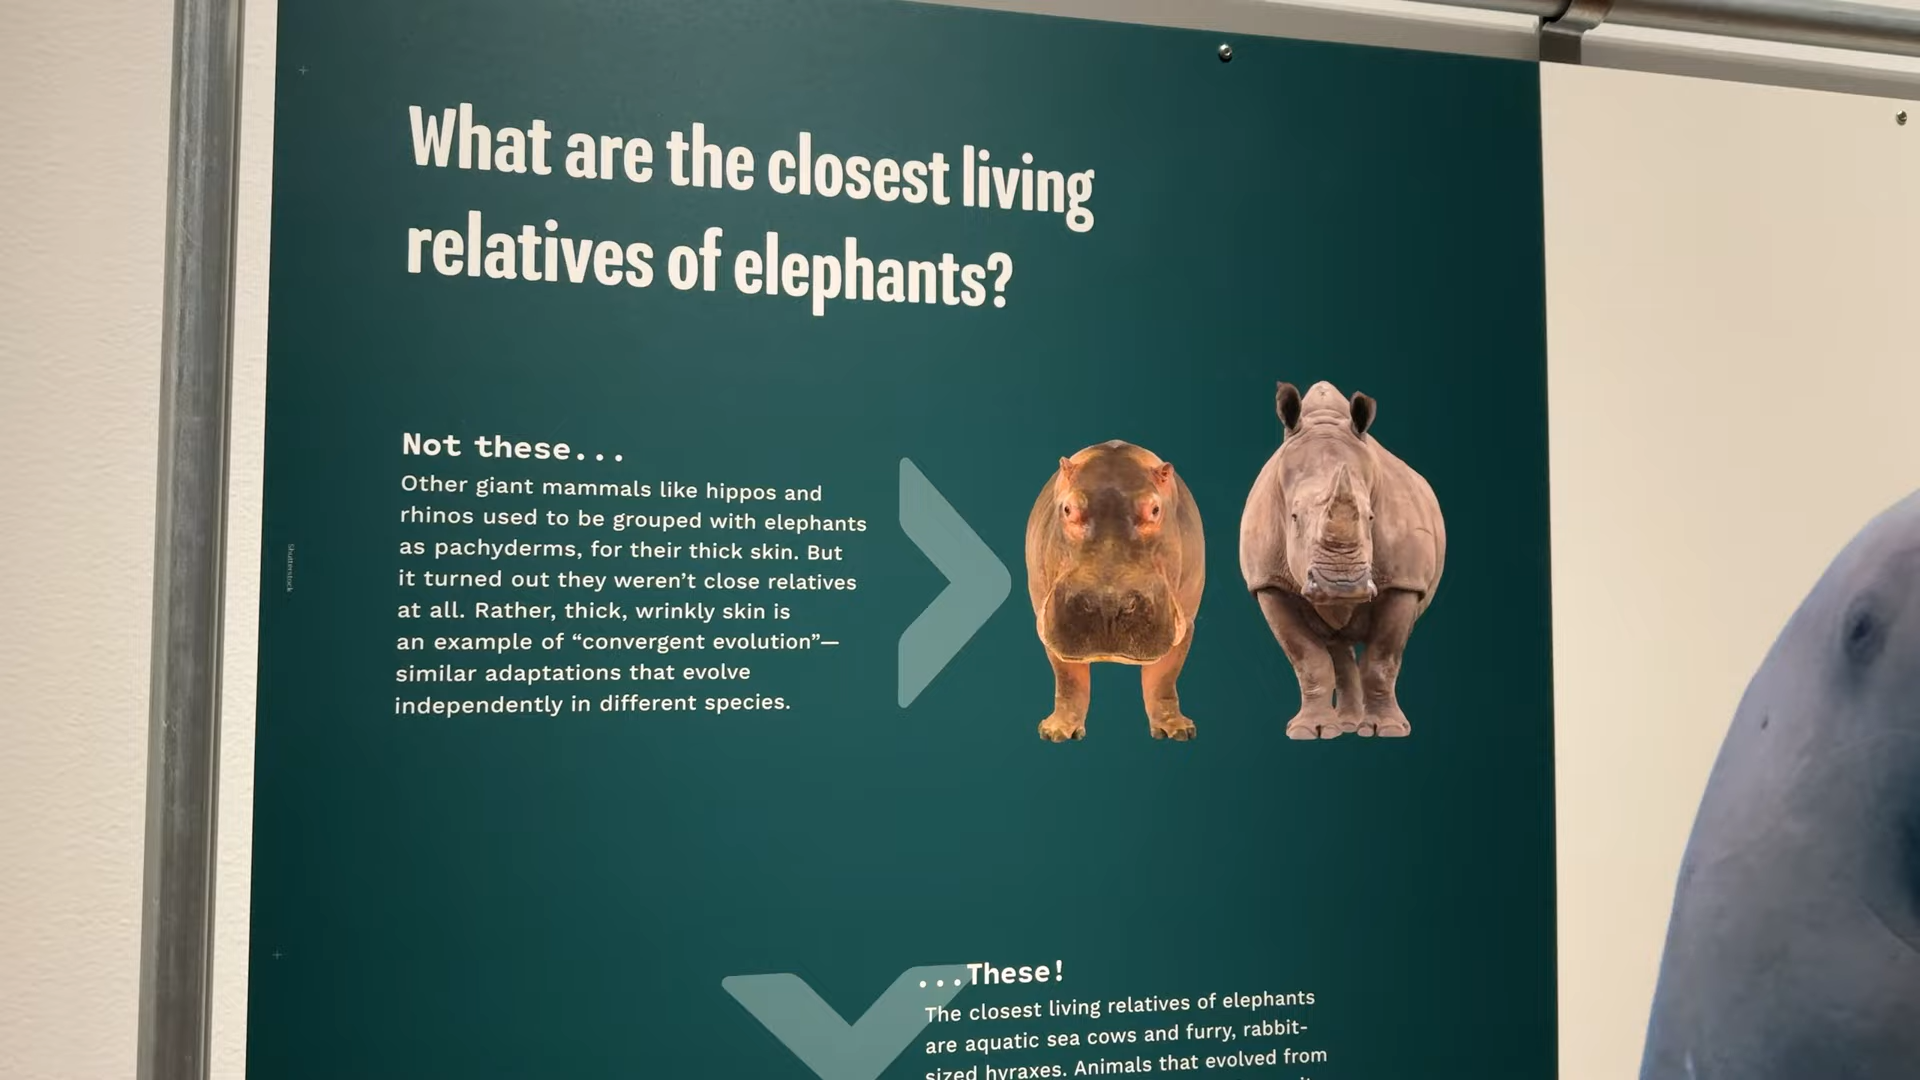 What are the closest living
relatives of elephants?
Not these...
Other giant mammals like hippos and
rhinos used to be grouped with elephants
as pachyderms, for their thick skin. But
it turned out they weren’t close relatives
at all. Rather, thick, wrinkly skin is
an example of “convergent evolution”—
similar adaptations that evolve
independently in different species.
Shutterstock
...These!
The closest living relatives of elephants
are aquatic sea cows and furry, rabbit-
sized hyraxes. Animals that evolved from